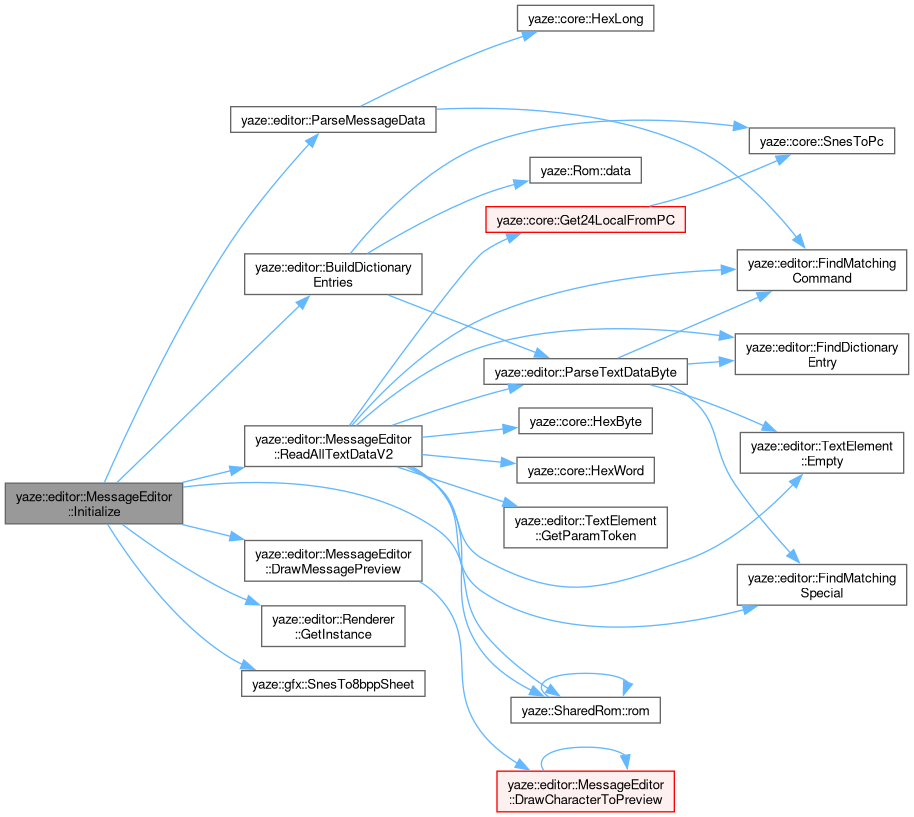 yaze::core::HexLong
yaze::editor::ParseMessageData
yaze::core::SnesToPc
yaze::Rom::data
yaze::core::Get24LocalFromPC
yaze::editor::BuildDictionary
Entries
yaze::editor::FindMatching
Command
yaze::editor::FindDictionary
Entry
yaze::editor::ParseTextDataByte
yaze::core::HexByte
yaze::editor::MessageEditor
::ReadAllTextDataV2
yaze::editor::TextElement
::Empty
yaze::core::HexWord
yaze::editor::MessageEditor
::Initialize
yaze::editor::TextElement
::GetParamToken
yaze::editor::MessageEditor
::DrawMessagePreview
yaze::editor::FindMatching
Special
yaze::editor::Renderer
::GetInstance
yaze::gfx::SnesTo8bppSheet
yaze::SharedRom::rom
yaze::editor::MessageEditor
::DrawCharacterToPreview